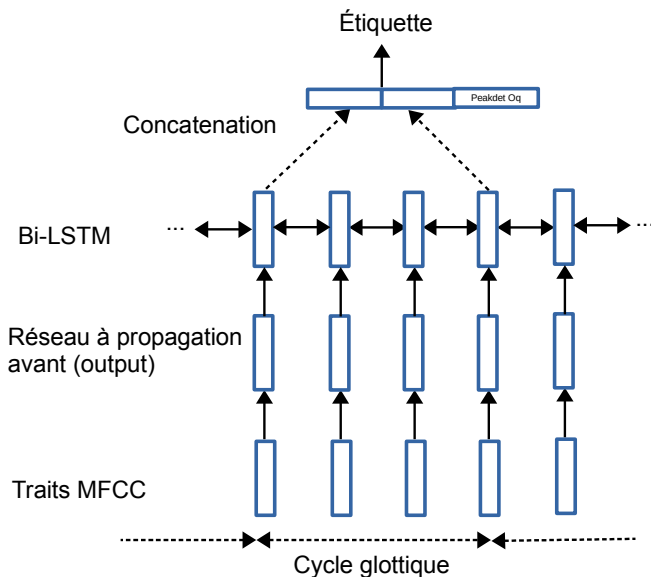 Étiquette
Peakdet Oq
Concatenation
...
...
Bi-LSTM
Réseau à propagation
avant (output)
Traits MFCC
Cycle glottique